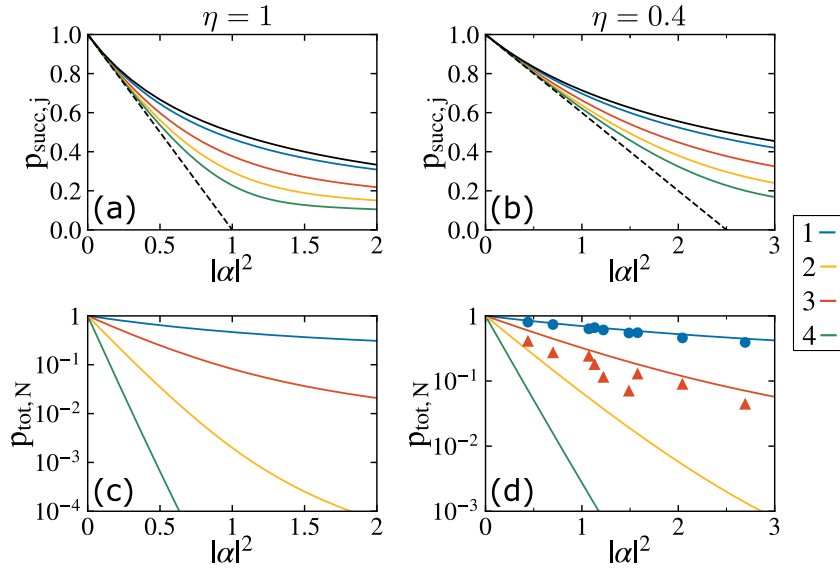 η = 1
η = 0.4
1.0
0.8
0.6
0.4
0.2
0.0
p_succ,j
(a)
0 0.5 1 1.5 2
|α|²
1.0
0.8
0.6
0.4
0.2
0.0
p_succ,j
(b)
0 1 2 3
|α|²
1
2
3
4
1
10⁻¹
10⁻²
10⁻³
10⁻⁴
p_tot,N
(c)
0 0.5 1 1.5 2
|α|²
1
10⁻¹
10⁻²
10⁻³
p_tot,N
(d)
0 1 2 3
|α|²